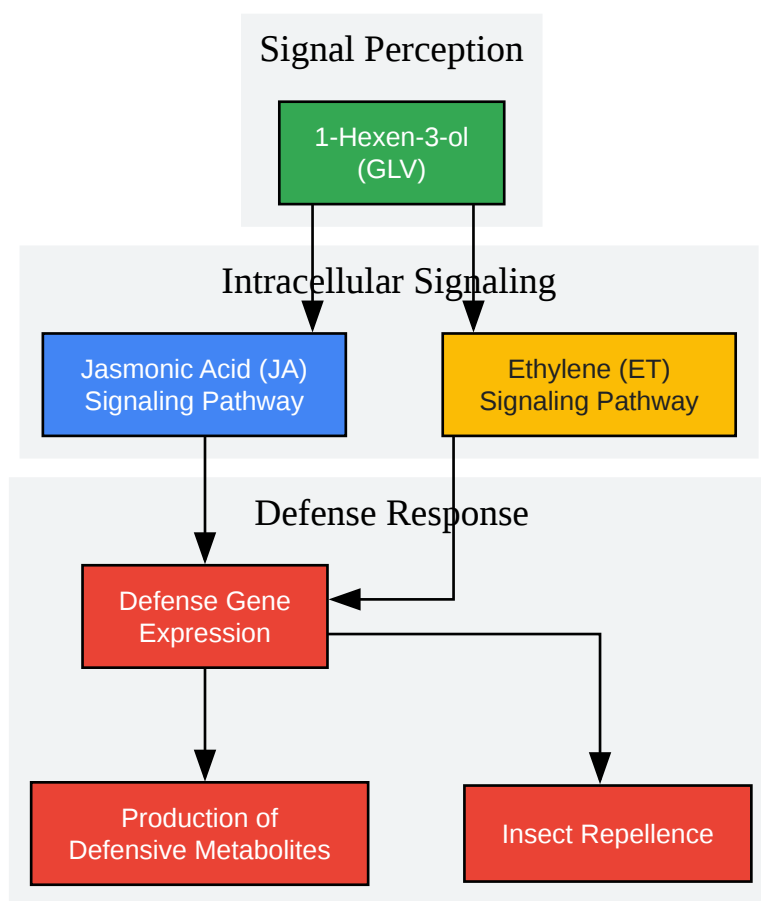 Signal Perception
1-Hexen-3-ol
(GLV)
Intracellular Signaling
Jasmonic Acid (JA)
Signaling Pathway
Ethylene (ET)
Signaling Pathway
Defense Response
Defense Gene
Expression
Production of
Defensive Metabolites
Insect Repellence